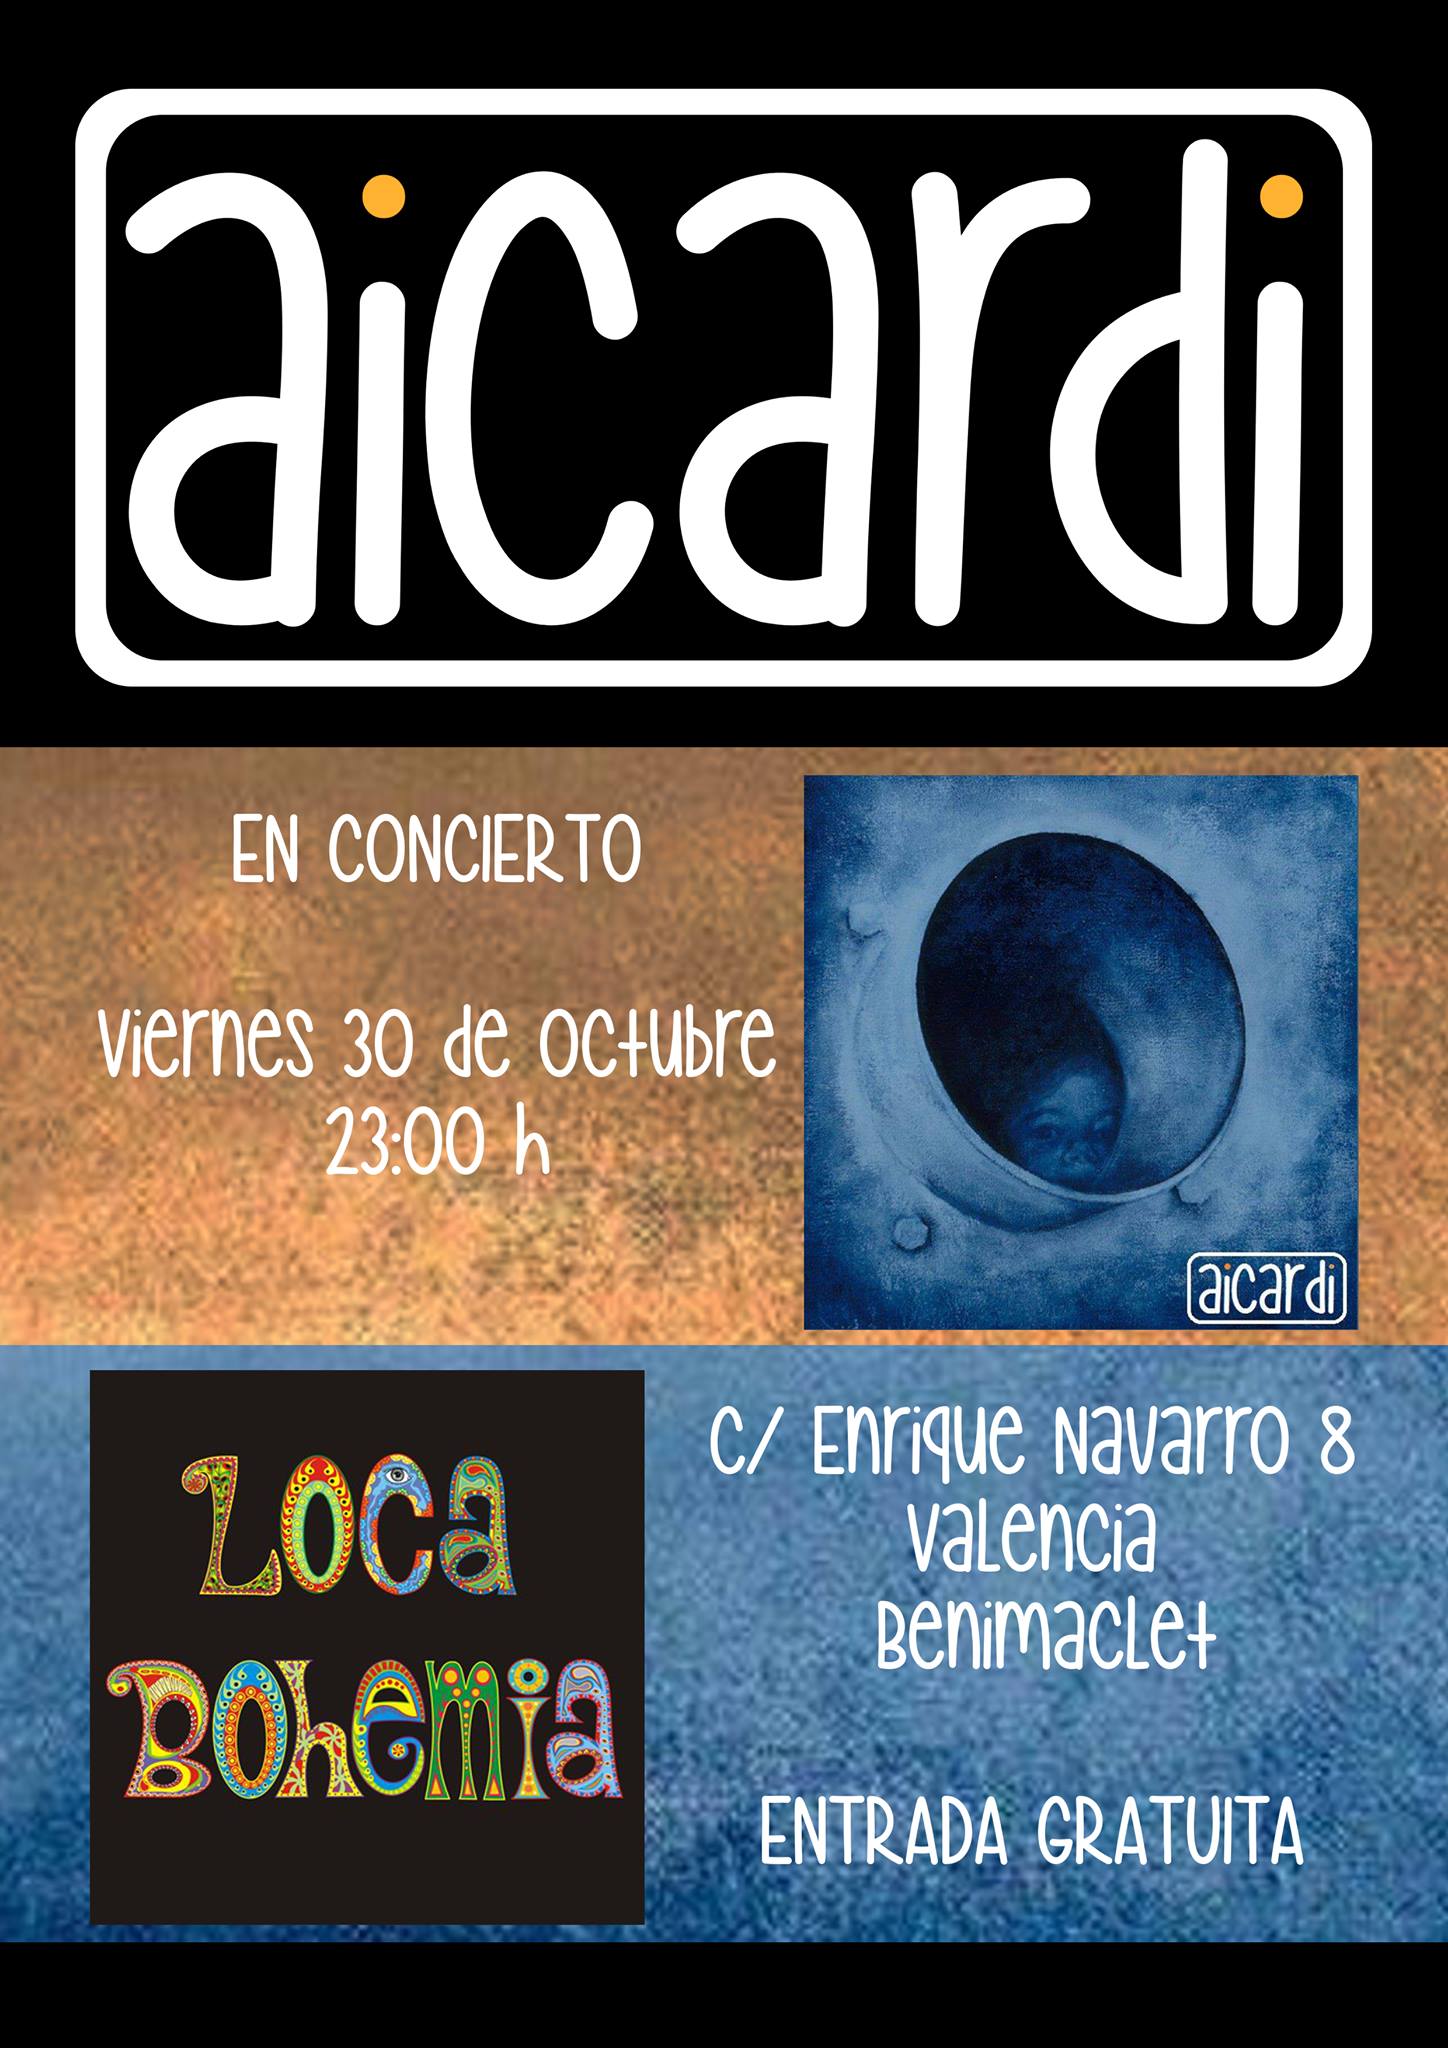 aicardi
EN CONCIERTO
viernes 30 de octubre
23:00 h
aicardi
LOCA
BOhEMia
C/ Enrique Navarro 8
Valencia
Benimaclet
ENTRADA GRATUITA